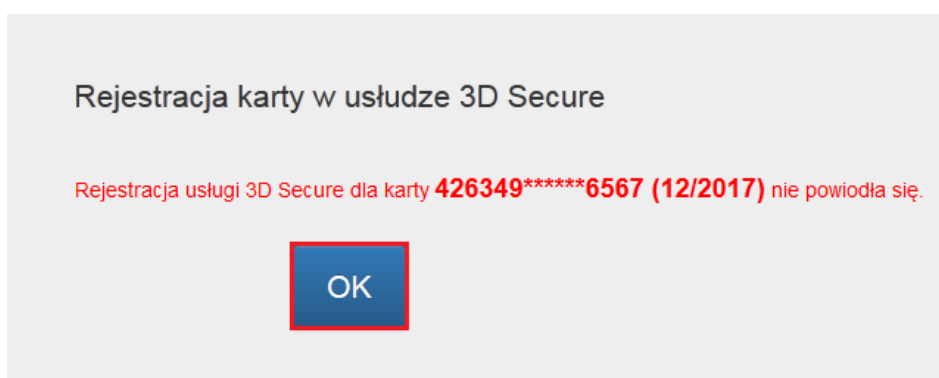 Rejestracja karty w usłudze 3D Secure
Rejestracja usługi 3D Secure dla karty 426349******6567 (12/2017) nie powiodła się.
OK